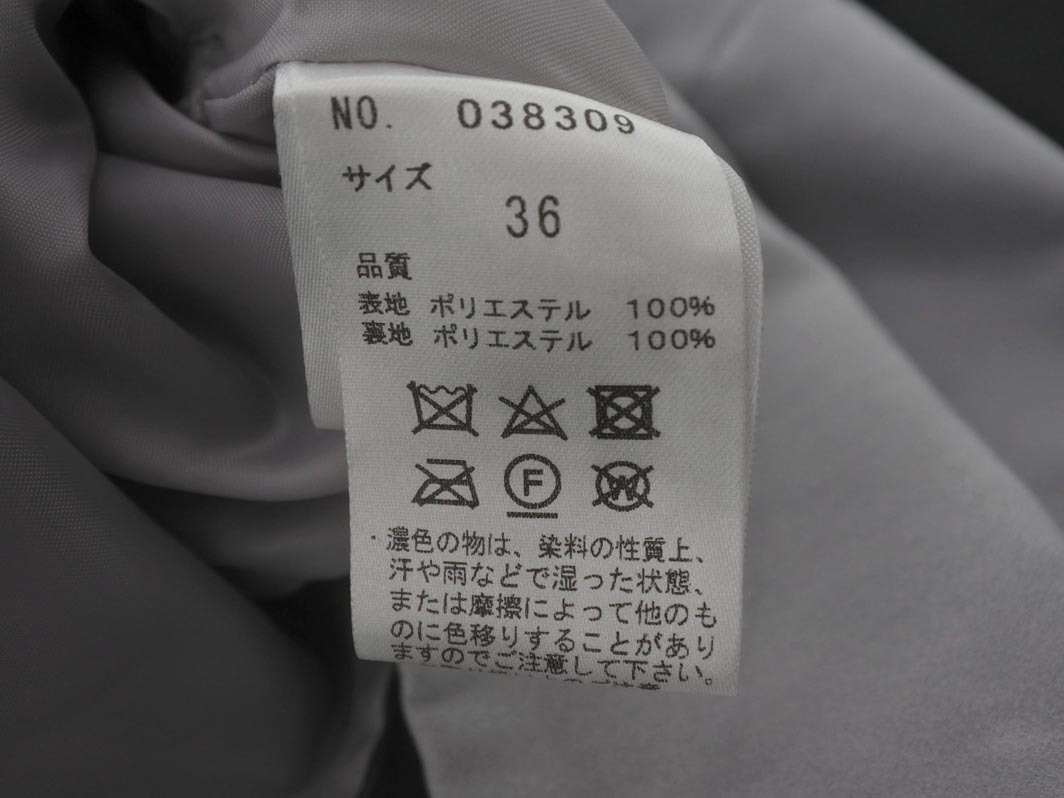 NO. 038309
サイズ
36
品質
表地 ポリエステル 100%
裏地 ポリエステル 100%
F
W
・濃色の物は、染料の性質上、
汗や雨などで湿った状態、
または摩擦によって他のも
のに色移りすることがあり
ますのでご注意して下さい。